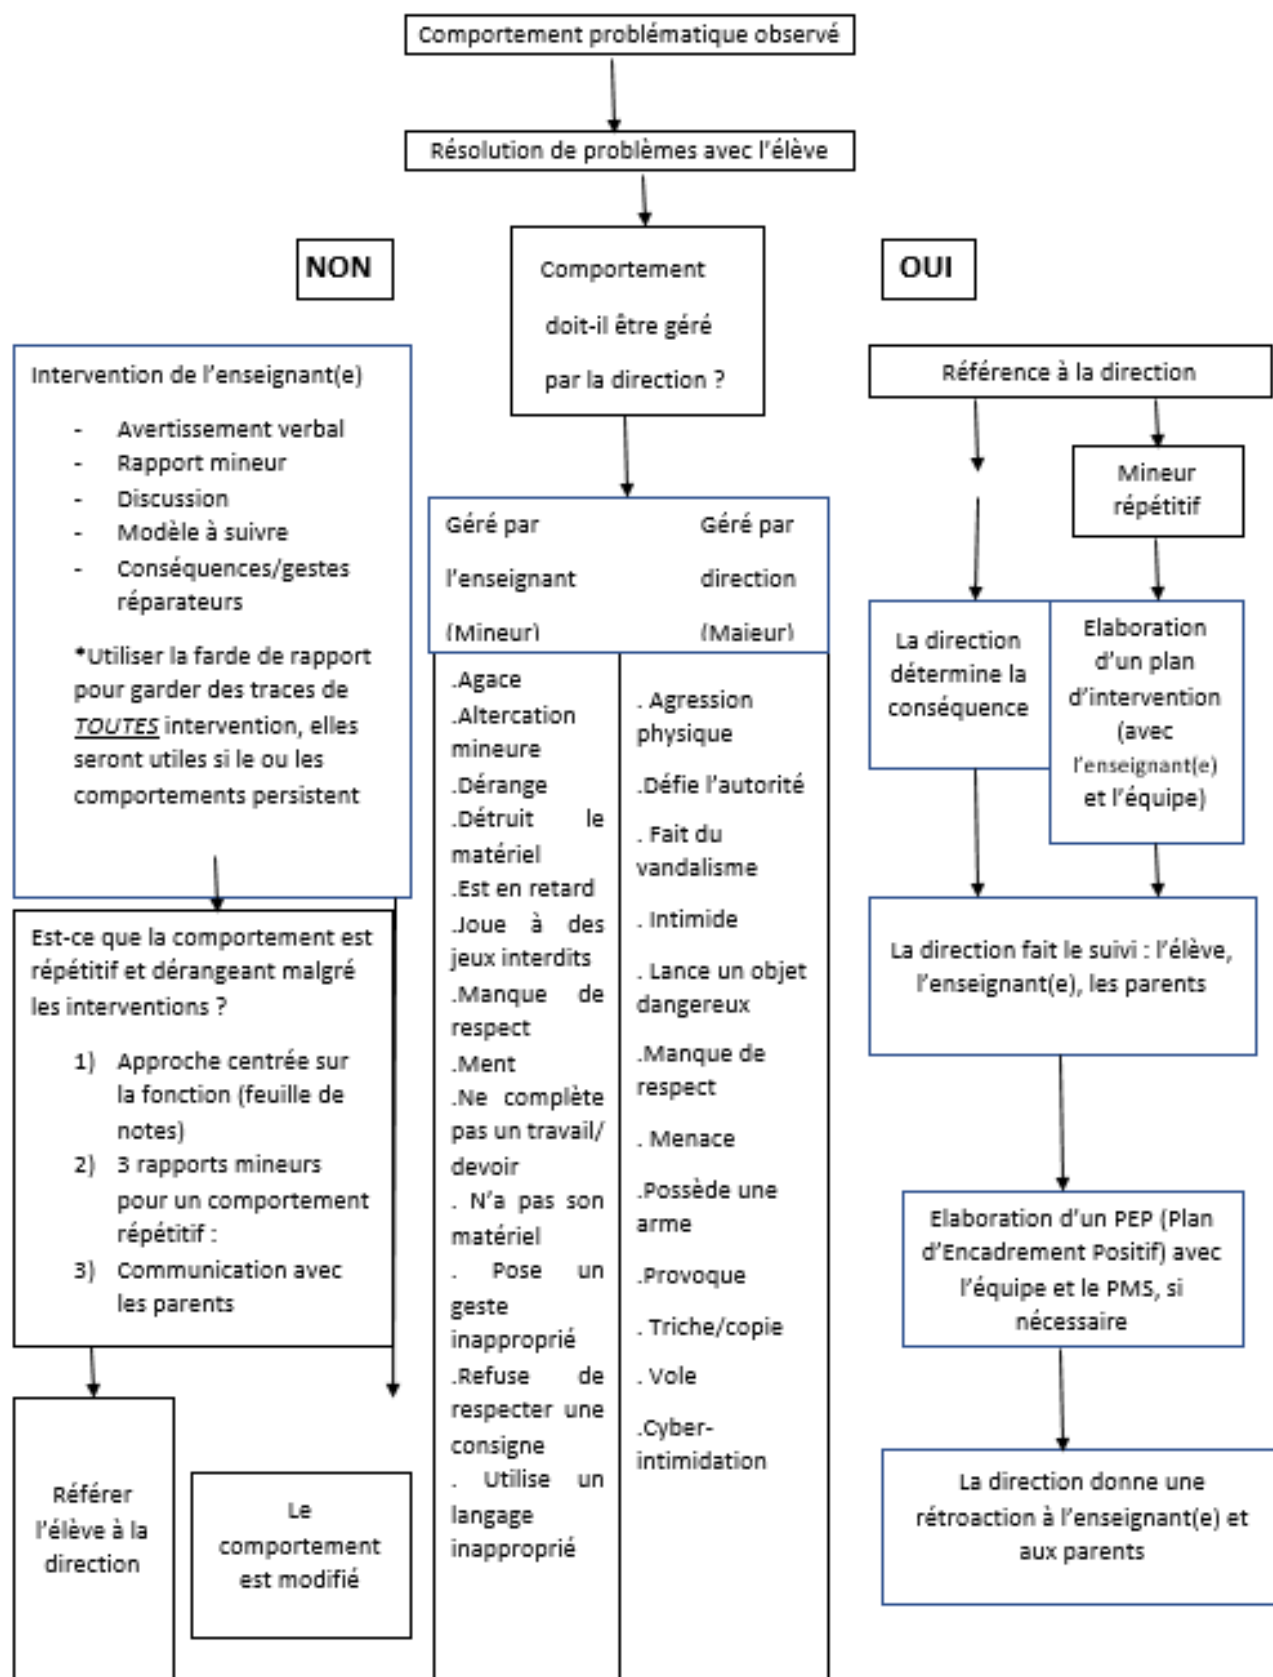 Comportement problématique observé
Résolution de problèmes avec l'élève
NON
Comportement
doit-il être géré
par la direction ?
OUI
Intervention de l'enseignant(e)
- Avertissement verbal
- Rapport mineur
- Discussion
- Modèle à suivre
- Conséquences/gestes
réparateurs
*Utiliser la farde de rapport
pour garder des traces de
TOUTES intervention, elles
seront utiles si le ou les
comportements persistent
Est-ce que la comportement est
répétitif et dérangeant malgré
les interventions ?
1) Approche centrée sur
la fonction (feuille de
notes)
2) 3 rapports mineurs
pour un comportement
répétitif :
3) Communication avec
les parents
Référer
l'élève à la
direction
Le
comportement
est modifié
Géré par
l'enseignant
(Mineur)
Géré par
direction
(Majeur)
.Agace
.Altercation
mineure
.Dérange
.Détruit le
matériel
.Est en retard
.Joue à des
jeux interdits
.Manque de
respect
.Ment
.Ne complète
pas un travail/
devoir
. N'a pas son
matériel
. Pose un
geste
inapproprié
.Refuse de
respecter une
consigne
. Utilise un
langage
inapproprié
. Agression
physique
.Défie l'autorité
. Fait du
vandalisme
. Intimide
. Lance un objet
dangereux
.Manque de
respect
. Menace
.Possède une
arme
.Provoque
. Triche/copie
. Vole
.Cyber-
intimidation
Référence à la direction
Mineur
répétitif
La direction
détermine la
conséquence
Elaboration
d'un plan
d'intervention
(avec
l'enseignant(e)
et l'équipe)
La direction fait le suivi : l'élève,
l'enseignant(e), les parents
Elaboration d'un PEP (Plan
d'Encadrement Positif) avec
l'équipe et le PMS, si
nécessaire
La direction donne une
rétroaction à l'enseignant(e) et
aux parents